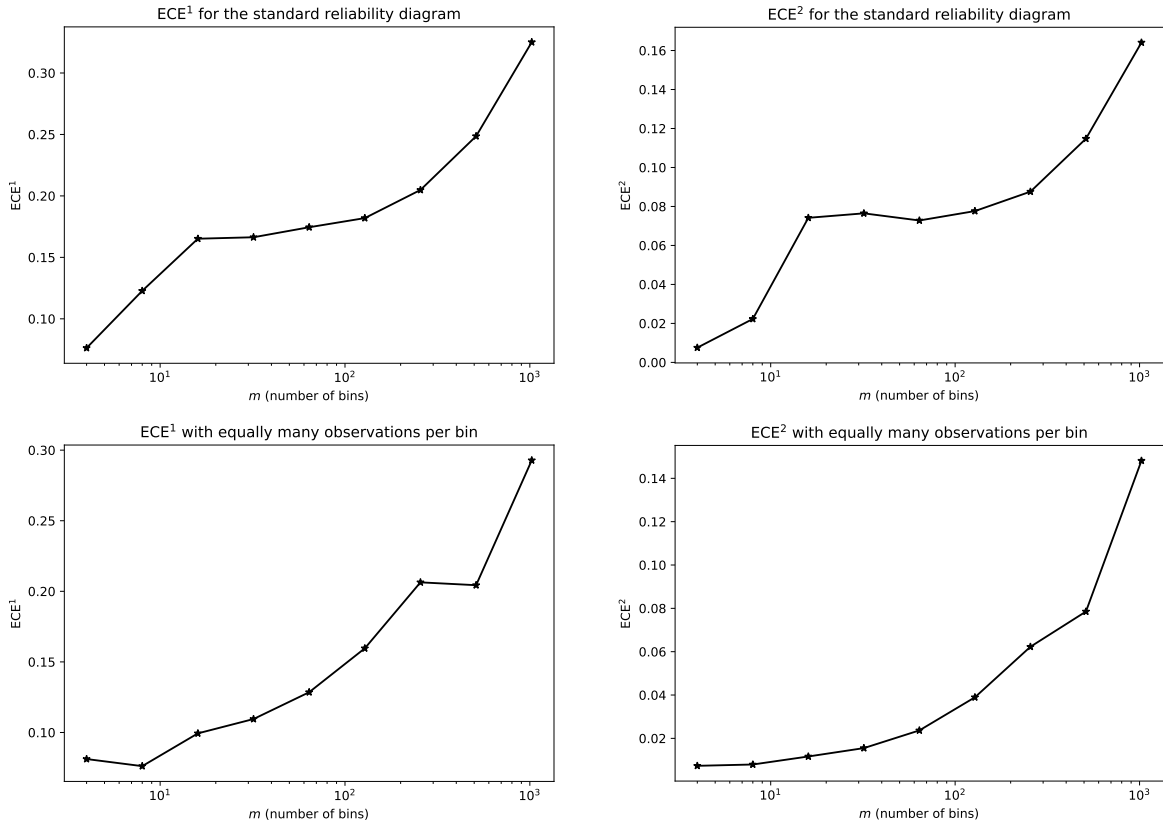 ECE¹ for the standard reliability diagram
ECE¹
0.30
0.25
0.20
0.15
0.10
10¹ 10² 10³
m (number of bins)
ECE² for the standard reliability diagram
ECE²
0.16
0.14
0.12
0.10
0.08
0.06
0.04
0.02
0.00
10¹ 10² 10³
m (number of bins)
ECE¹ with equally many observations per bin
ECE¹
0.30
0.25
0.20
0.15
0.10
10¹ 10² 10³
m (number of bins)
ECE² with equally many observations per bin
ECE²
0.14
0.12
0.10
0.08
0.06
0.04
0.02
10¹ 10² 10³
m (number of bins)